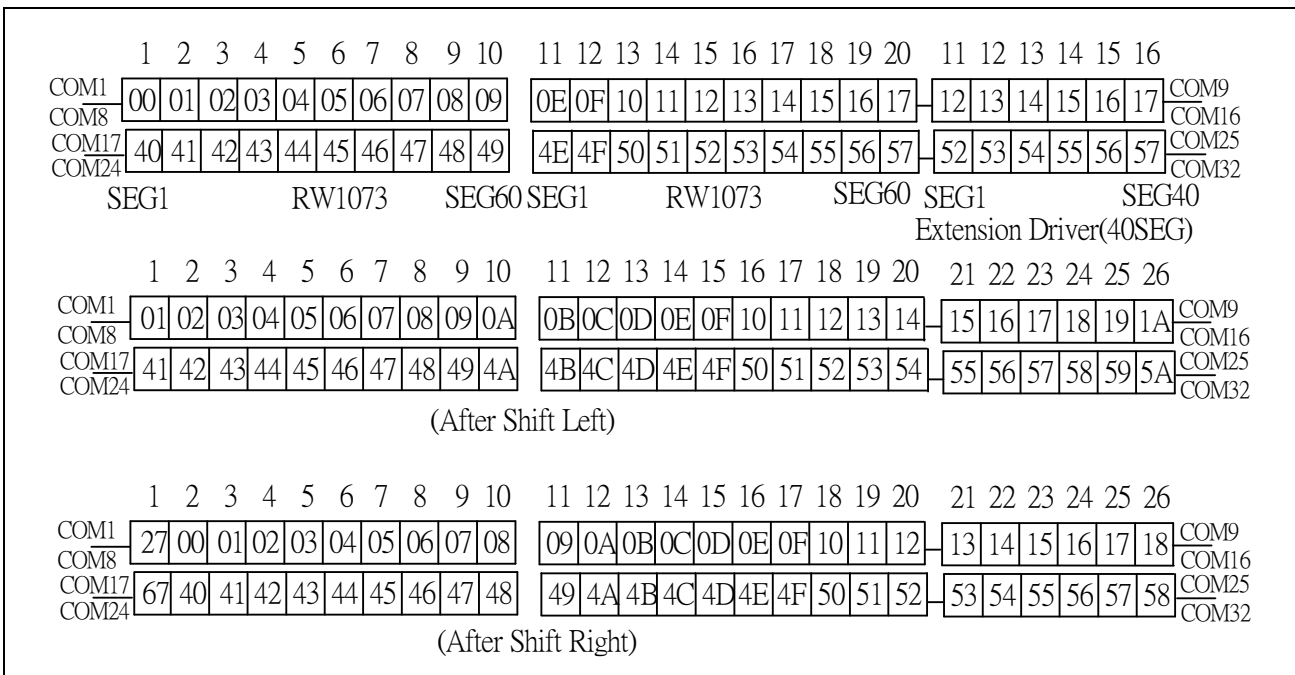 1 2 3 4 5 6 7 8 9 10 11 12 13 14 15 16 17 18 19 20 11 12 13 14 15 16
COM1 COM8 00 01 02 03 04 05 06 07 08 09 0E 0F 10 11 12 13 14 15 16 17 12 13 14 15 16 17 COM9 COM16
COM17 COM24 40 41 42 43 44 45 46 47 48 49 4E 4F 50 51 52 53 54 55 56 57 52 53 54 55 56 57 COM25 COM32
SEG1 RW1073 SEG60 SEG1 RW1073 SEG60 SEG1 SEG40
Extension Driver(40SEG)
1 2 3 4 5 6 7 8 9 10 11 12 13 14 15 16 17 18 19 20 21 22 23 24 25 26
COM1 COM8 01 02 03 04 05 06 07 08 09 0A 0B 0C 0D 0E 0F 10 11 12 13 14 15 16 17 18 19 1A COM9 COM16
COM17 COM24 41 42 43 44 45 46 47 48 49 4A 4B 4C 4D 4E 4F 50 51 52 53 54 55 56 57 58 59 5A COM25 COM32
(After Shift Left)
1 2 3 4 5 6 7 8 9 10 11 12 13 14 15 16 17 18 19 20 21 22 23 24 25 26
COM1 COM8 27 00 01 02 03 04 05 06 07 08 09 0A 0B 0C 0D 0E 0F 10 11 12 13 14 15 16 17 18 COM9 COM16
COM17 COM24 67 40 41 42 43 44 45 46 47 48 49 4A 4B 4C 4D 4E 4F 50 51 52 53 54 55 56 57 58 COM25 COM32
(After Shift Right)